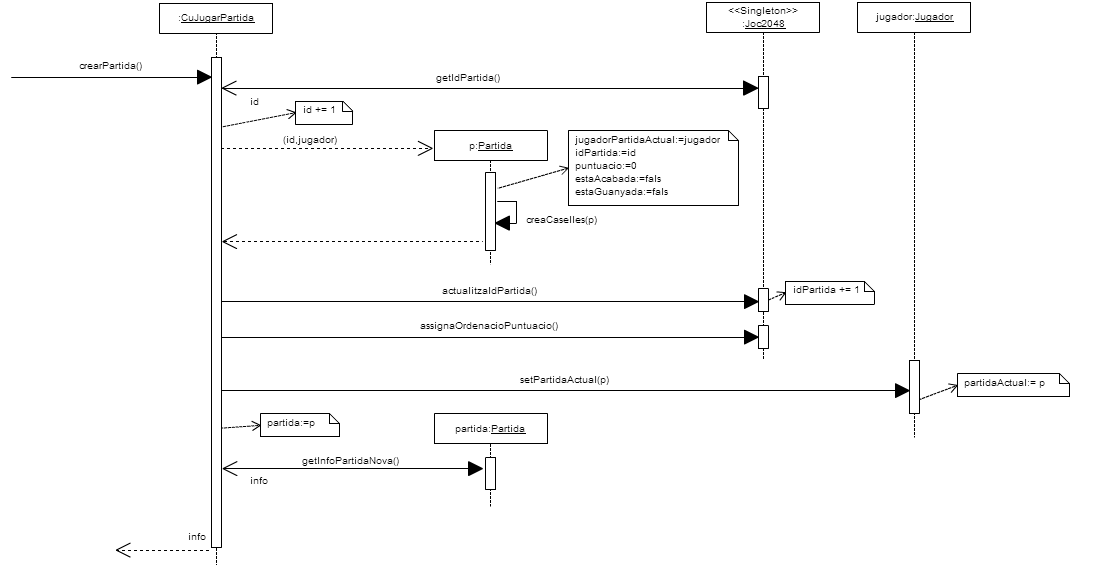 :CuJugarPartida
<<Singleton>>
:Joc2048
jugador:Jugador
crearPartida()
getIdPartida()
id
id += 1
(id,jugador)
p:Partida
jugadorPartidaActual:=jugador
idPartida:=id
puntuacio:=0
estaAcabada:=fals
estaGuanyada:=fals
creaCaselles(p)
actualitzaIdPartida()
idPartida += 1
assignaOrdenacioPuntuacio()
setPartidaActual(p)
partidaActual:= p
partida:=p
partida:Partida
getInfoPartidaNova()
info
info